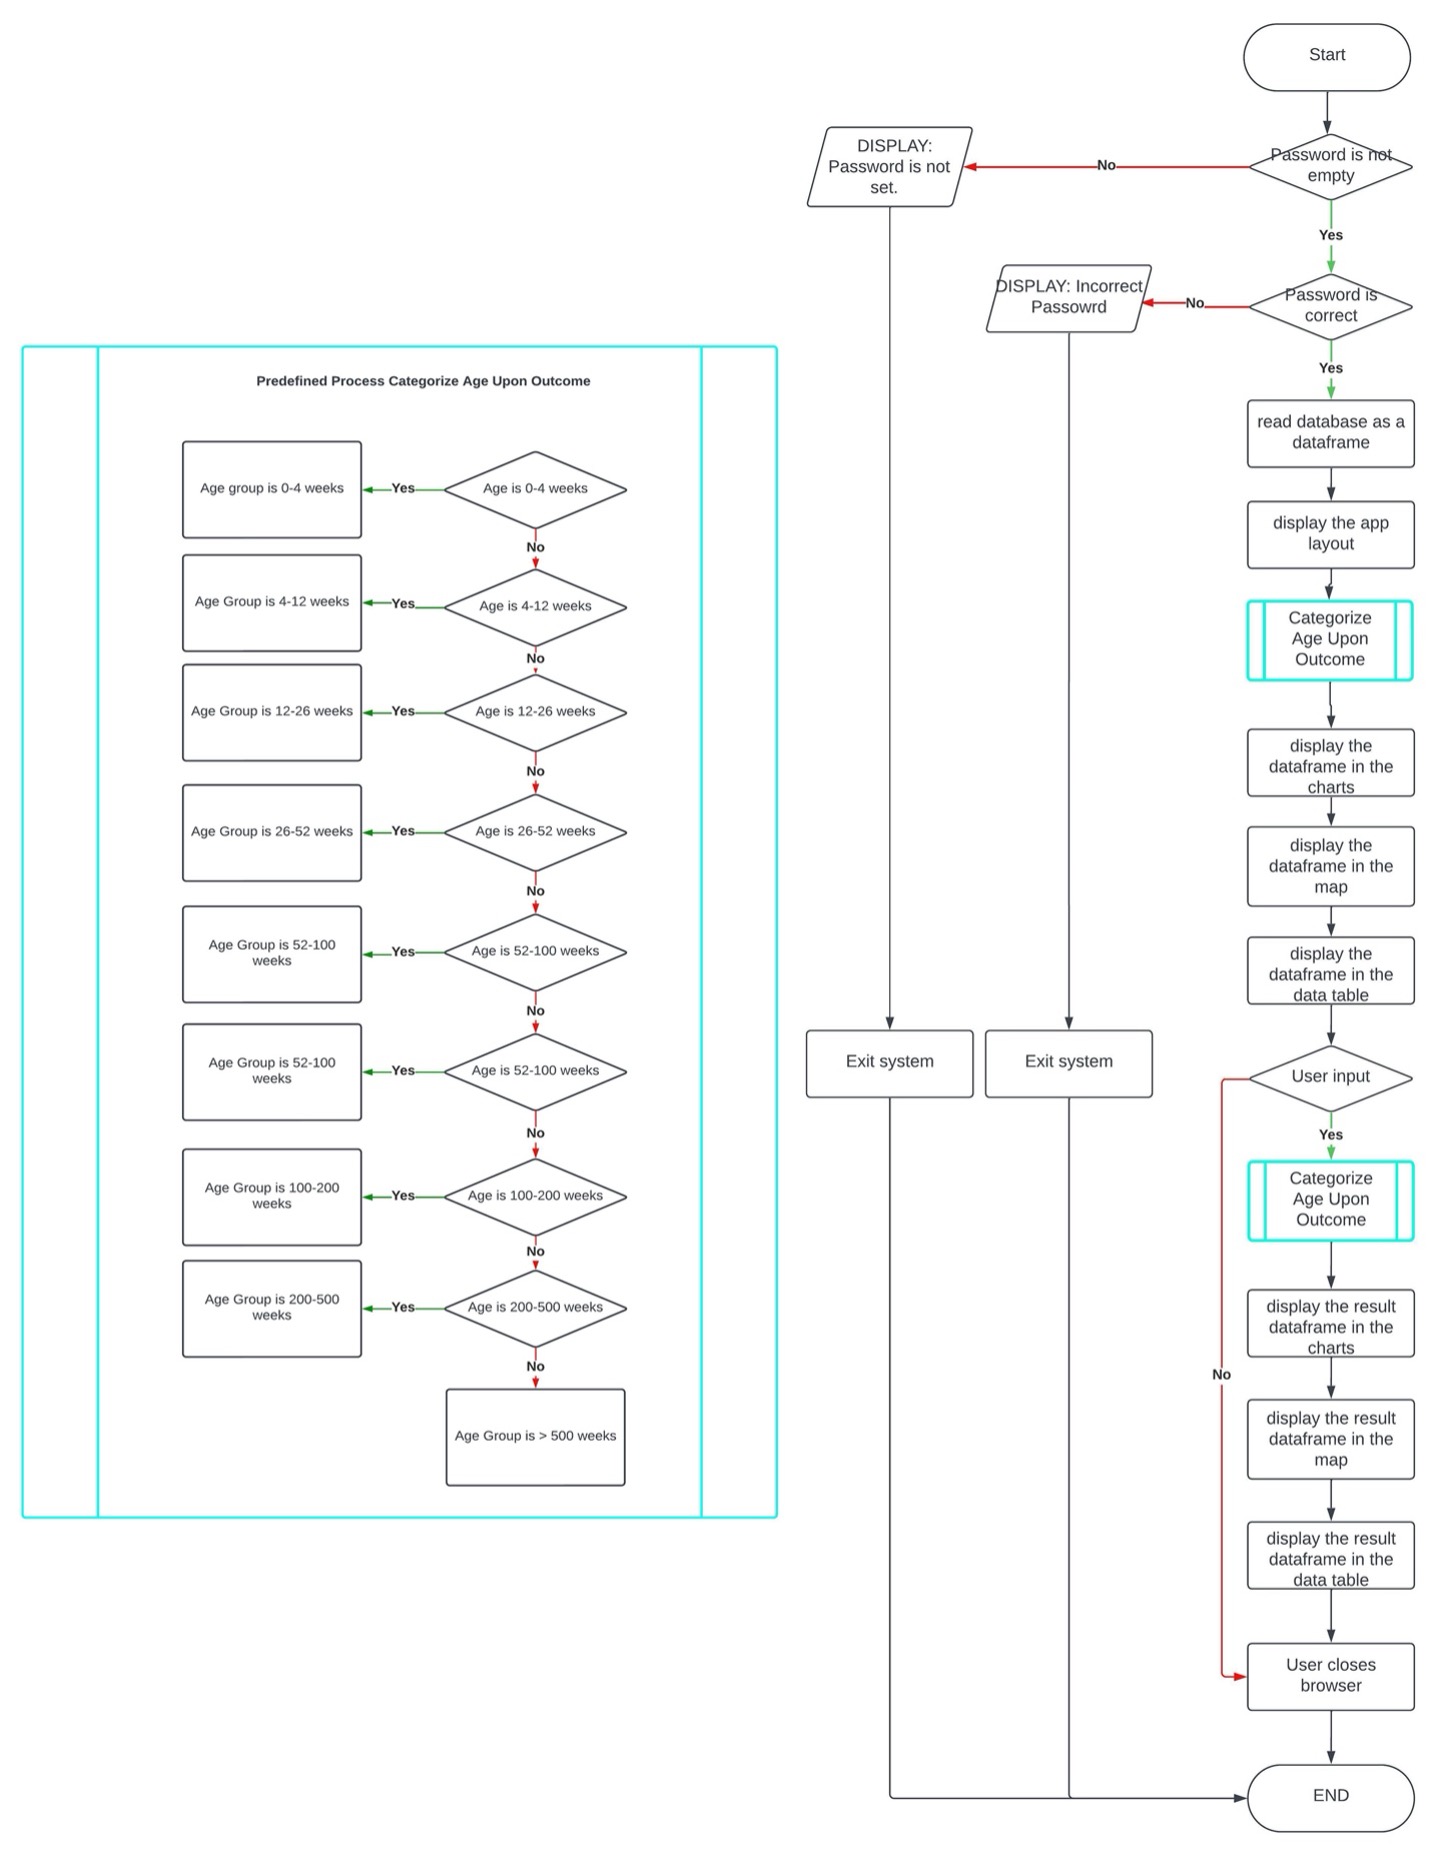 Start
Password is not
empty
No
DISPLAY:
Password is not
set.
Yes
Password is
correct
No
DISPLAY: Incorrect
Passowrd
Yes
read database as a
dataframe
display the app
layout
Categorize
Age Upon
Outcome
display the
dataframe in the
charts
display the
dataframe in the
map
display the
dataframe in the
data table
Exit system
Exit system
User input
Yes
Categorize
Age Upon
Outcome
display the result
dataframe in the
charts
No
display the result
dataframe in the
map
display the result
dataframe in the
data table
User closes
browser
END
Predefined Process Categorize Age Upon Outcome
Age group is 0-4 weeks
Yes
Age is 0-4 weeks
No
Age Group is 4-12 weeks
Yes
Age is 4-12 weeks
No
Age Group is 12-26 weeks
Yes
Age is 12-26 weeks
No
Age Group is 26-52 weeks
Yes
Age is 26-52 weeks
No
Age Group is 52-100
weeks
Yes
Age is 52-100 weeks
No
Age Group is 52-100
weeks
Yes
Age is 52-100 weeks
No
Age Group is 100-200
weeks
Yes
Age is 100-200 weeks
No
Age Group is 200-500
weeks
Yes
Age is 200-500 weeks
No
Age Group is > 500 weeks